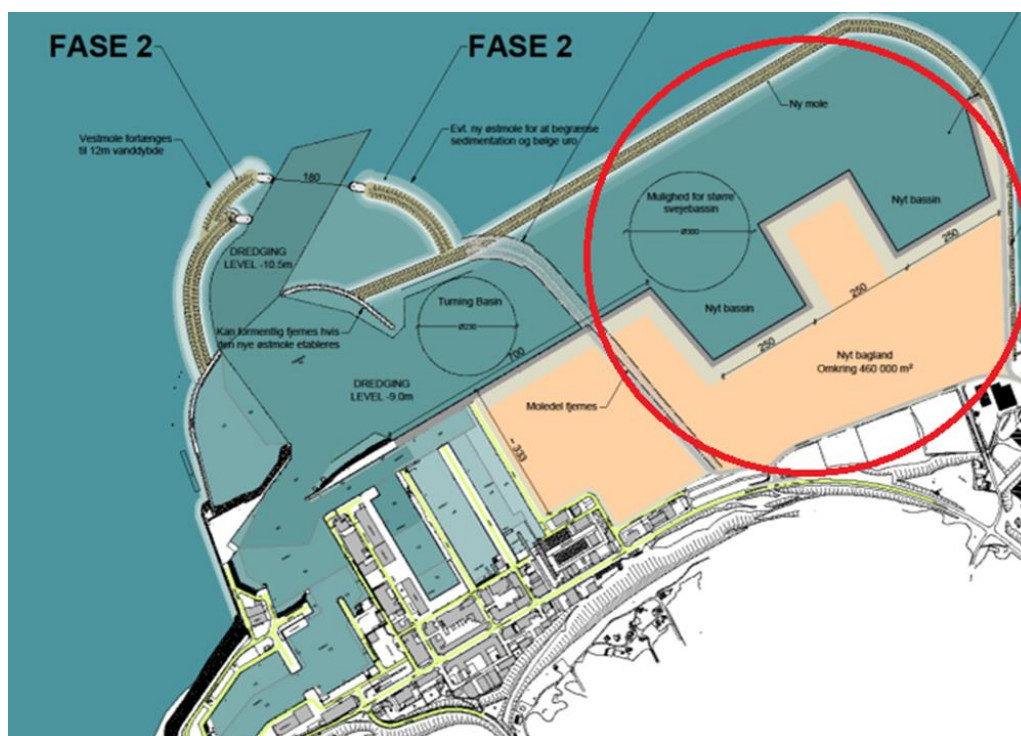 FASE 2
FASE 2
Ny mole
Vestmole forlænges
til 12m vanddybde
Evt. ny østmole for at begrænse
sedimentation og bølge uro
180
Mulighed for større
svejebassin
Nyt bassin
DREDGING
LEVEL -10.5m
250
Turning Basin
Nyt bassin
250
Kan formentlig fjernes hvis
den nye østmole etableres
700
250
Nyt bagland
Omkring 460 000 m²
DREDGING
LEVEL -9.0m
Moledel fjernes
~ 333